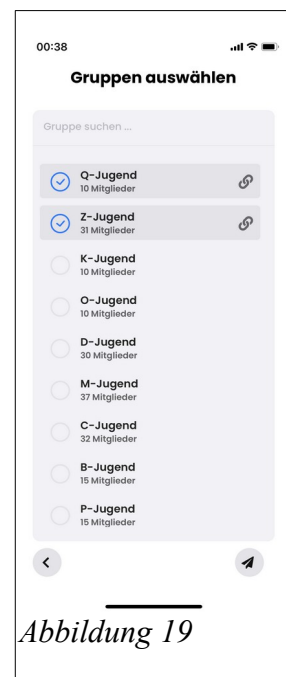 00:38
Gruppen auswählen
Gruppe suchen ...
Q-Jugend
10 Mitglieder
Z-Jugend
31 Mitglieder
K-Jugend
10 Mitglieder
O-Jugend
10 Mitglieder
D-Jugend
30 Mitglieder
M-Jugend
37 Mitglieder
C-Jugend
32 Mitglieder
B-Jugend
15 Mitglieder
P-Jugend
15 Mitglieder
Abbildung 19